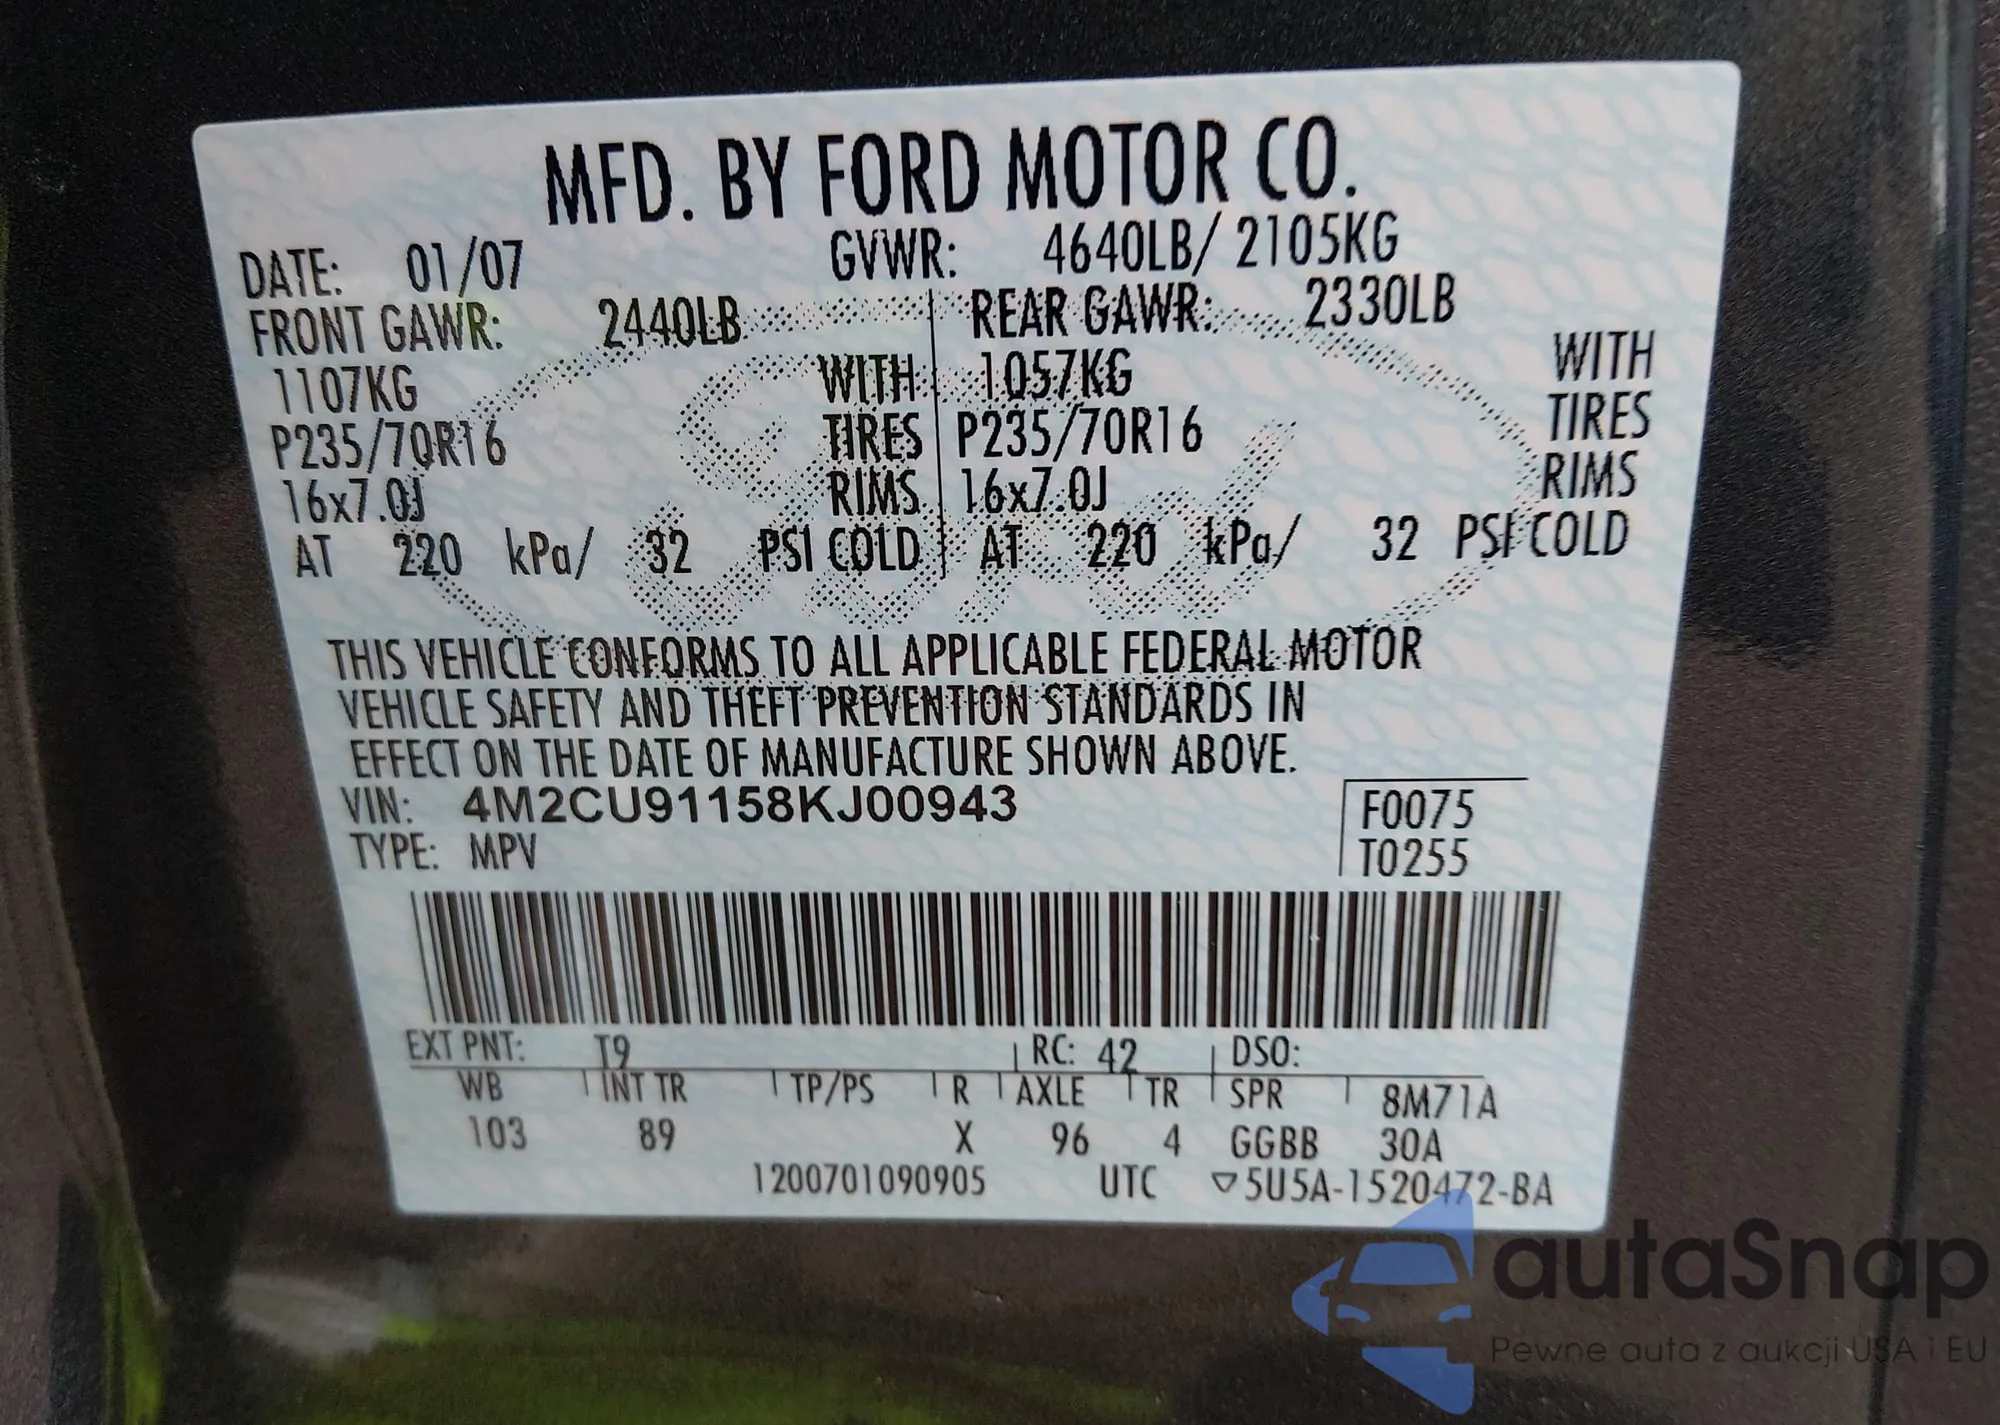 MFD. BY FORD MOTOR CO.
DATE: 01/07 GVWR: 4640LB/ 2105KG
FRONT GAWR: 2440LB REAR GAWR: 2330LB
1107KG WITH 1057KG WITH
P235/70R16 TIRES P235/70R16 TIRES
16x7.0J RIMS 16x7.0J RIMS
AT 220 kPa/ 32 PSI COLD AT 220 kPa/ 32 PSI COLD
THIS VEHICLE CONFORMS TO ALL APPLICABLE FEDERAL MOTOR
VEHICLE SAFETY AND THEFT PREVENTION STANDARDS IN
EFFECT ON THE DATE OF MANUFACTURE SHOWN ABOVE.
VIN: 4M2CU91158KJ00943 F0075
TYPE: MPV T0255
EXT PNT: T9 RC: 42 DSO:
WB INT TR TP/PS R AXLE TR SPR 8M71A
103 89 X 96 4 GGBB 30A
1200701090905 UTC ▽5U5A-1520472-BA
autaSnap
Pewne auta z aukcji USA i EU